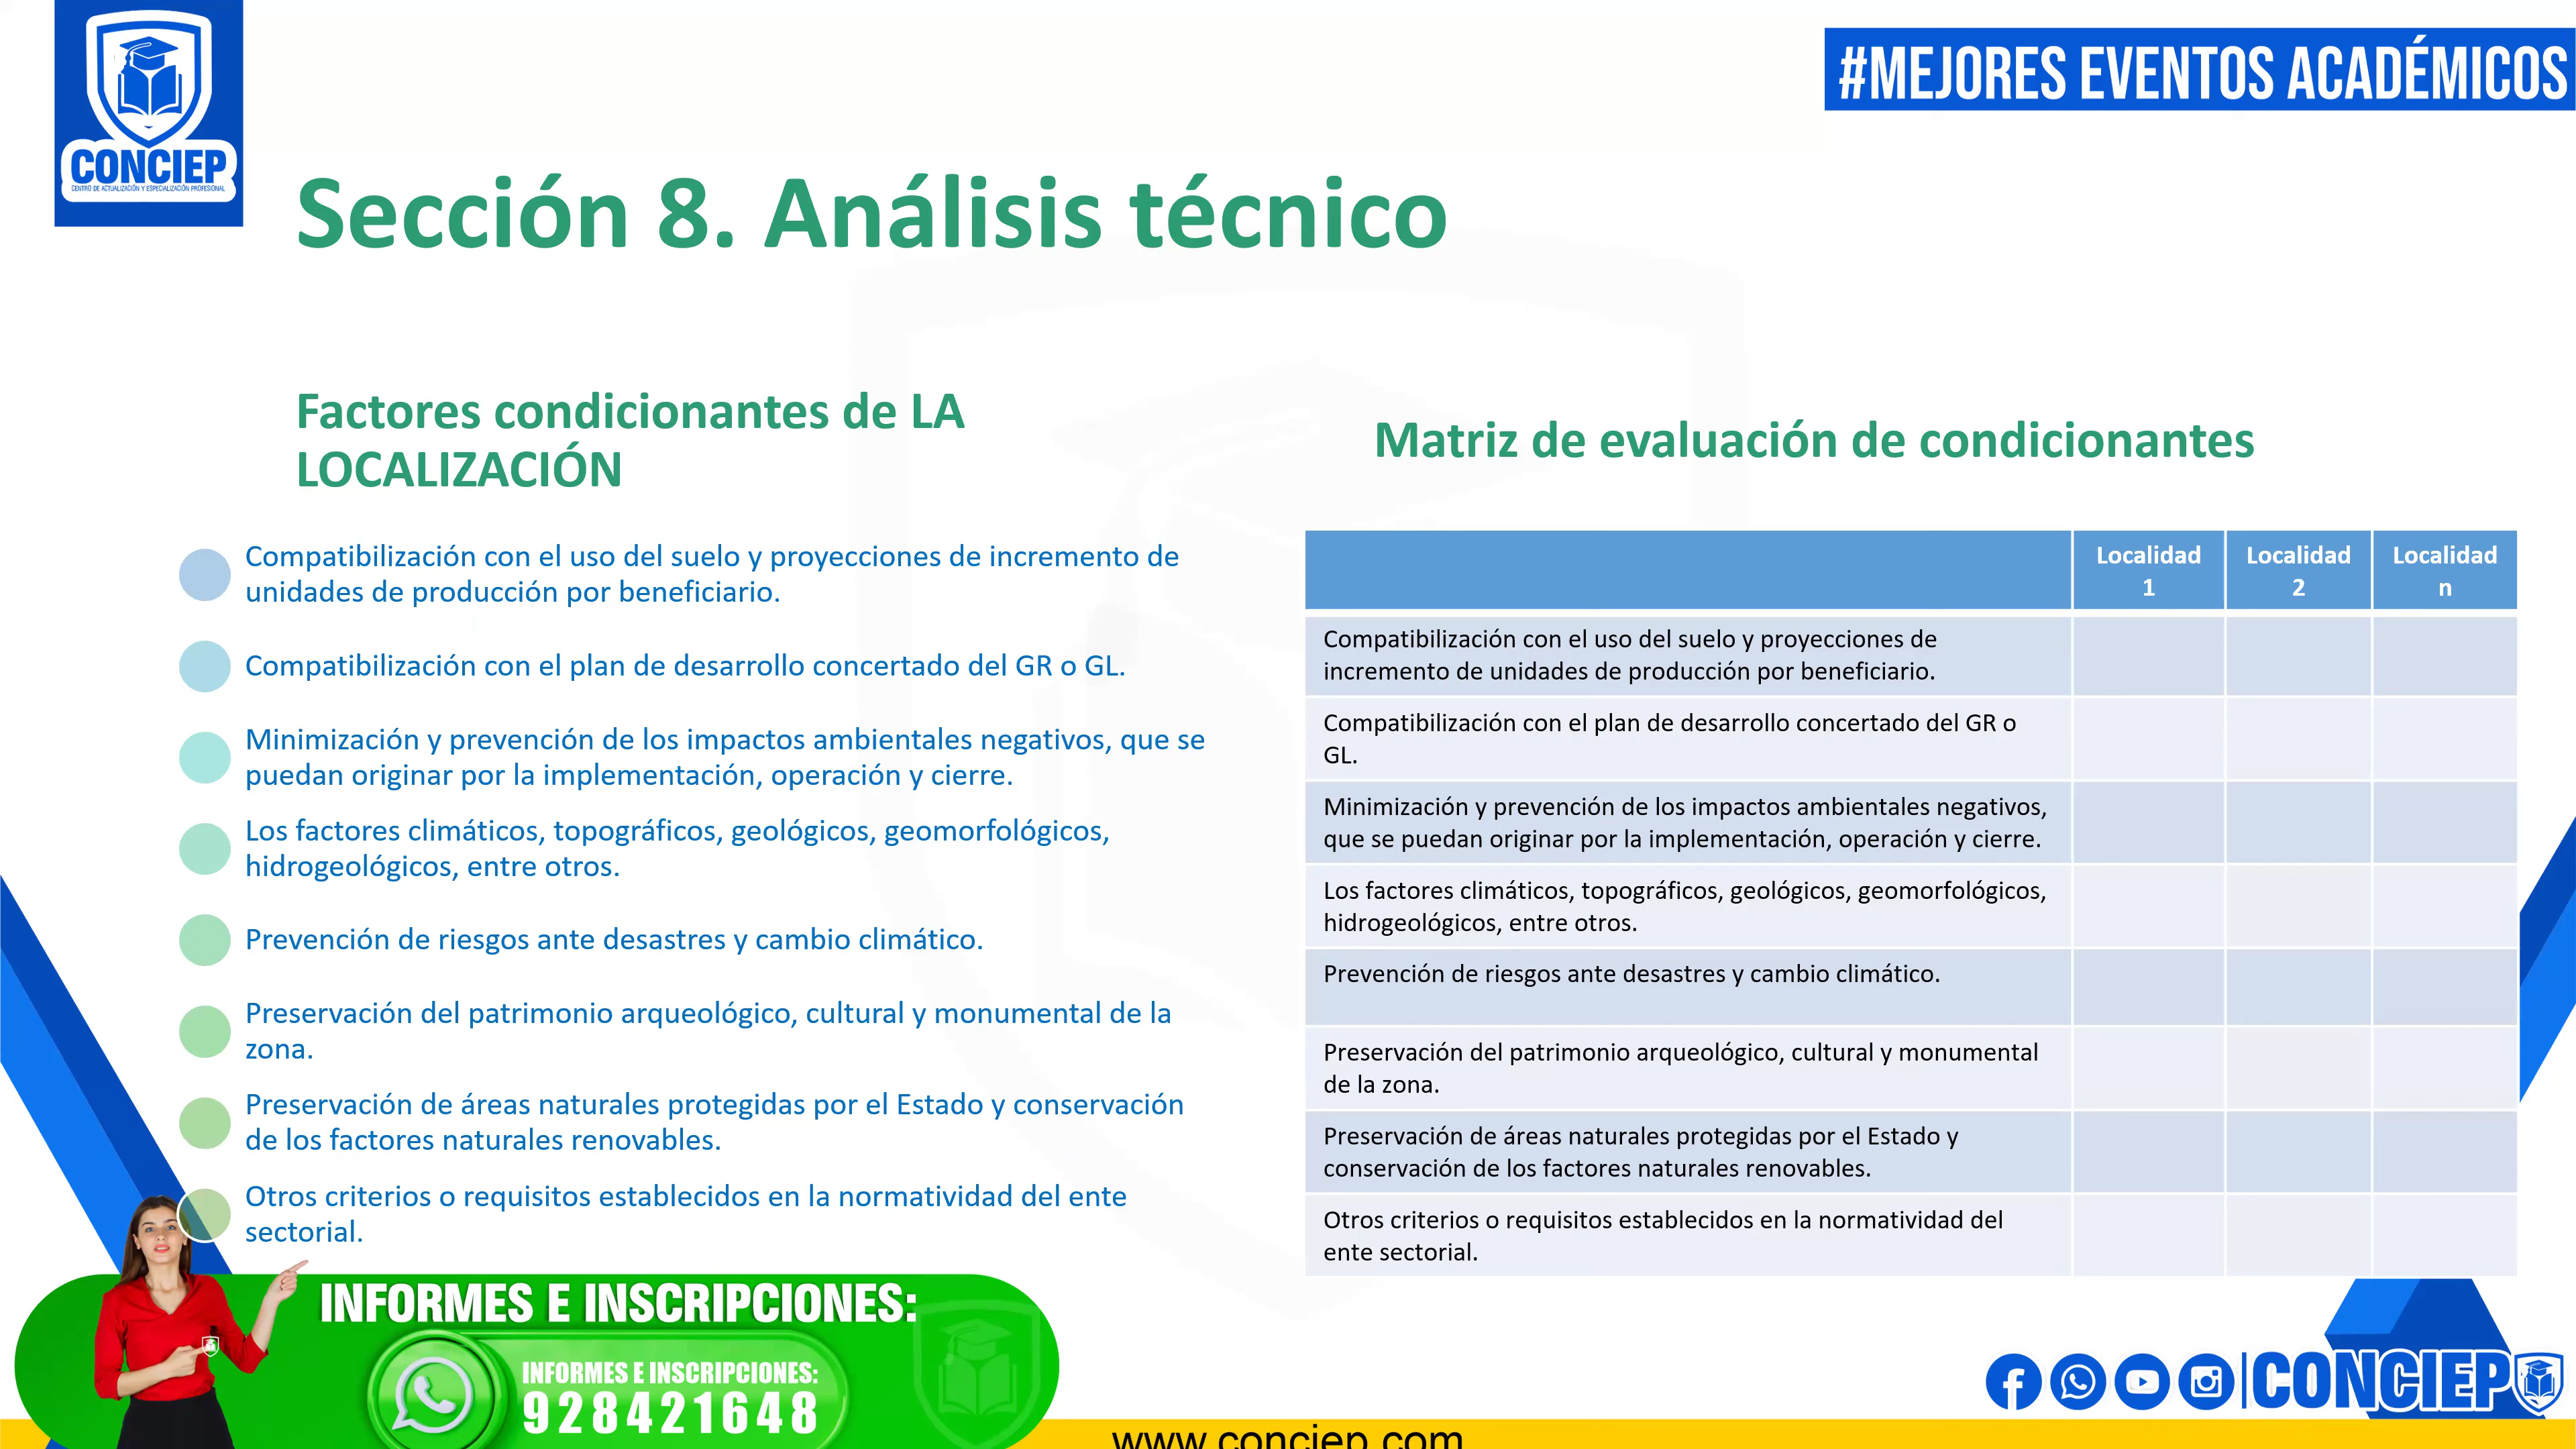 CONCIEP
CENTRO DE ACTUALIZACIÓN Y ESPECIALIZACIÓN PROFESIONAL
#MEJORES EVENTOS ACADÉMICOS
Sección 8. Análisis técnico
Factores condicionantes de LA
LOCALIZACIÓN
Compatibilización con el uso del suelo y proyecciones de incremento de
unidades de producción por beneficiario.
Compatibilización con el plan de desarrollo concertado del GR o GL.
Minimización y prevención de los impactos ambientales negativos, que se
puedan originar por la implementación, operación y cierre.
Los factores climáticos, topográficos, geológicos, geomorfológicos,
hidrogeológicos, entre otros.
Prevención de riesgos ante desastres y cambio climático.
Preservación del patrimonio arqueológico, cultural y monumental de la
zona.
Preservación de áreas naturales protegidas por el Estado y conservación
de los factores naturales renovables.
Otros criterios o requisitos establecidos en la normatividad del ente
sectorial.
Matriz de evaluación de condicionantes
Localidad 1
Localidad 2
Localidad n
Compatibilización con el uso del suelo y proyecciones de
incremento de unidades de producción por beneficiario.
Compatibilización con el plan de desarrollo concertado del GR o
GL.
Minimización y prevención de los impactos ambientales negativos,
que se puedan originar por la implementación, operación y cierre.
Los factores climáticos, topográficos, geológicos, geomorfológicos,
hidrogeológicos, entre otros.
Prevención de riesgos ante desastres y cambio climático.
Preservación del patrimonio arqueológico, cultural y monumental
de la zona.
Preservación de áreas naturales protegidas por el Estado y
conservación de los factores naturales renovables.
Otros criterios o requisitos establecidos en la normatividad del
ente sectorial.
INFORMES E INSCRIPCIONES:
INFORMES E INSCRIPCIONES:
928421648
CONCIEP
www.conciep.com